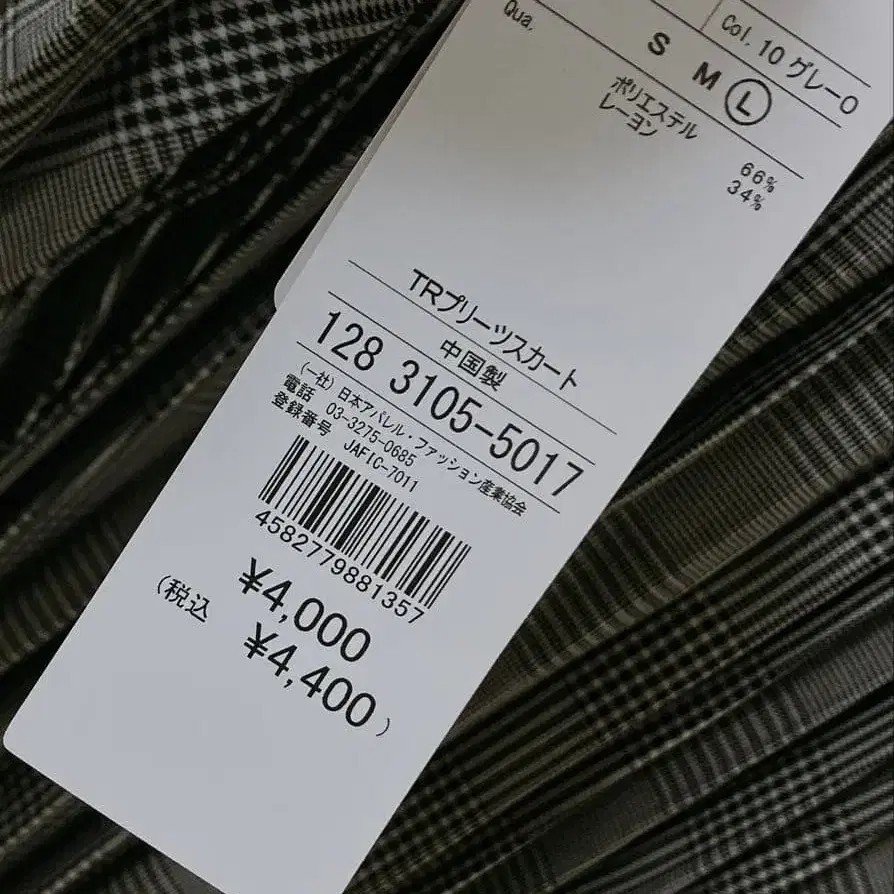 Col. 10 グレーO
Qua.
S M L
ポリエステル 66%
レーヨン 34%
TRプリーツスカート
中国製
128 3105-5017
(一社) 日本アパレル・ファッション産業協会
電話 03-3275-0685
登録番号 JAFIC-7011
4582779881357
¥4,000
(税込 ¥4,400)